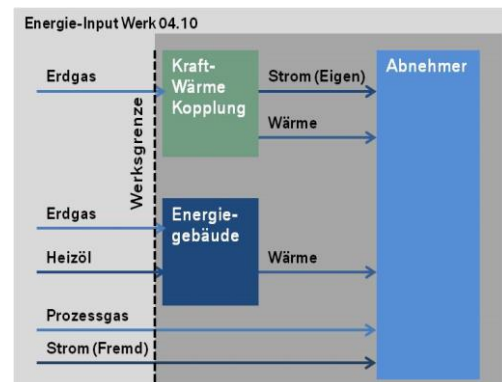 Energie-Input Werk 04.10
Erdgas
Kraft-
Wärme
Kopplung
Strom (Eigen)
Wärme
Abnehmer
Werksgrenze
Erdgas
Heizöl
Energie-
gebäude
Wärme
Prozessgas
Strom (Fremd)